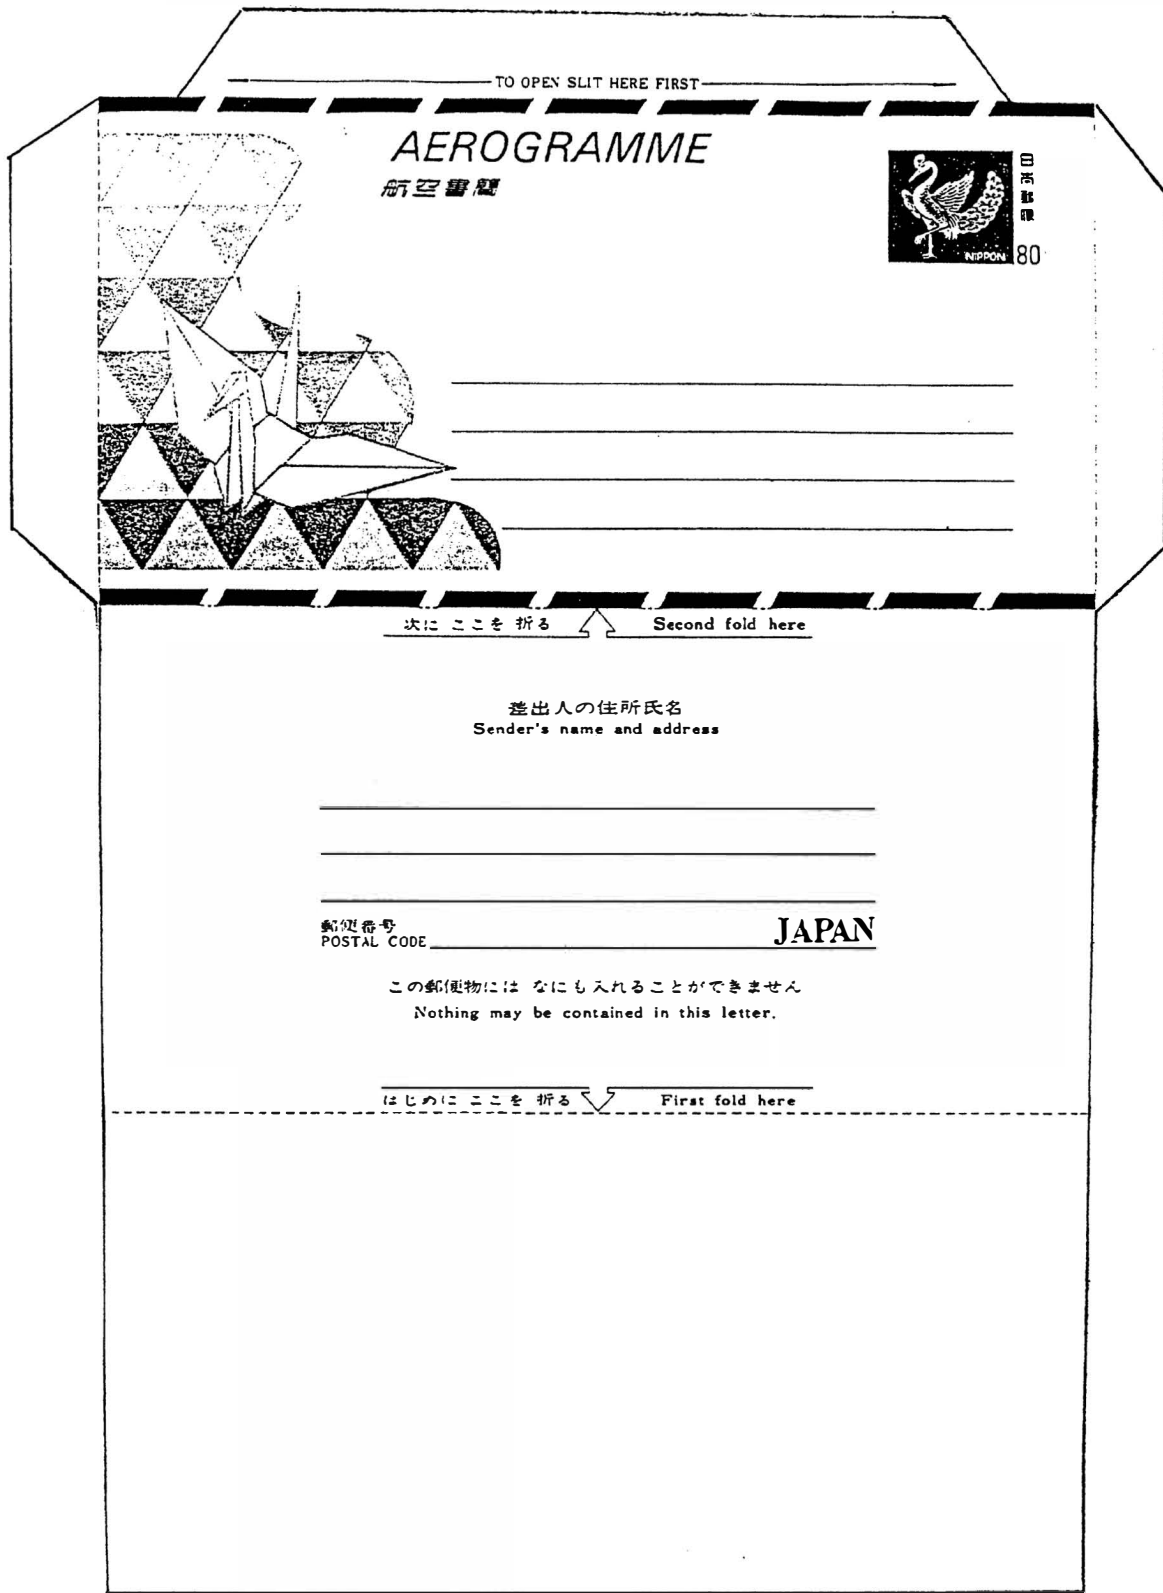 TO OPEN SLIT HERE FIRST
AEROGRAMME
航空書簡
日本郵便
NIPPON 80
次に ここを 折る Second fold here
差出人の住所氏名
Sender's name and address
郵便番号
POSTAL CODE JAPAN
この郵便物には なにも入れることができません
Nothing may be contained in this letter.
はじめに ここを 折る First fold here